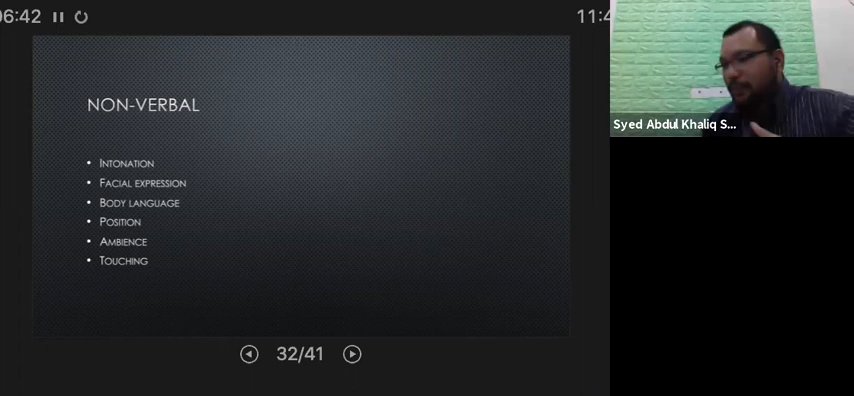 06:42
11:4
NON-VERBAL
• INTONATION
• FACIAL EXPRESSION
• BODY LANGUAGE
• POSITION
• AMBIENCE
• TOUCHING
32/41
Syed Abdul Khaliq S...